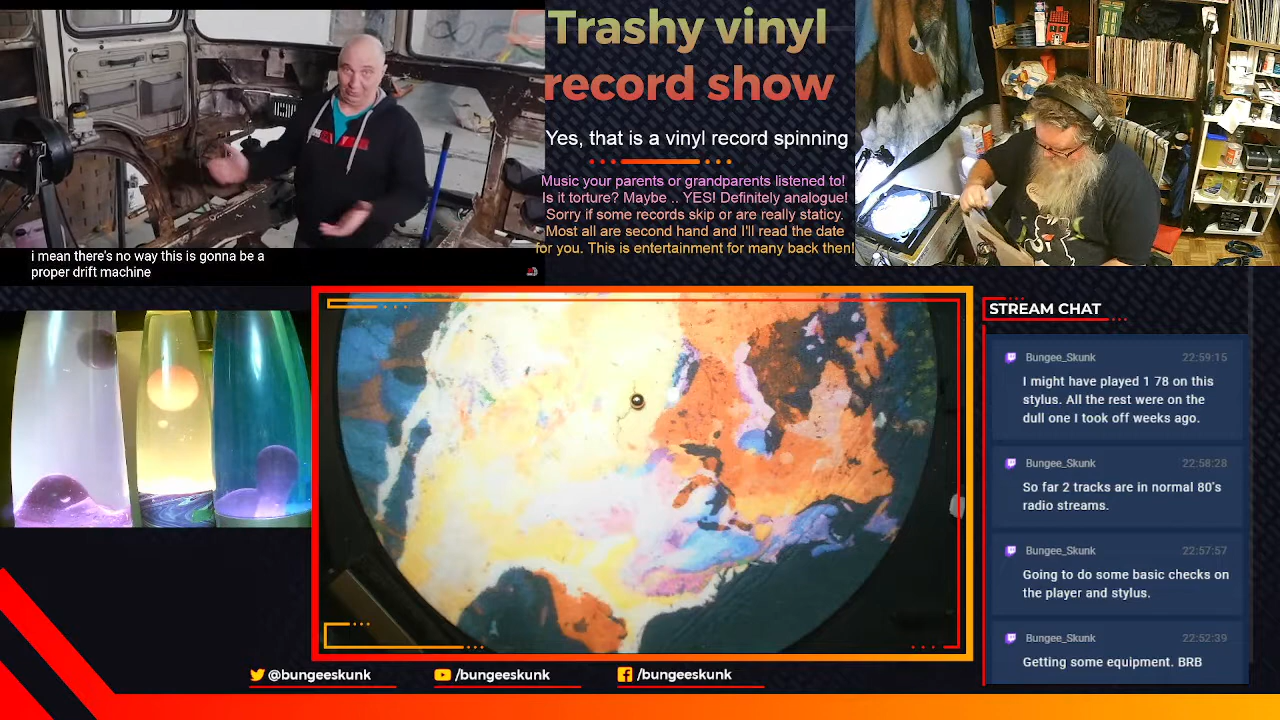 Trashy vinyl
record show
Yes, that is a vinyl record spinning
Music your parents or grandparents listened to!
Is it torture? Maybe .. YES! Definitely analogue!
Sorry if some records skip or are really staticy.
Most all are second hand and I'll read the date
for you. This is entertainment for many back then!
i mean there's no way this is gonna be a
proper drift machine
STREAM CHAT
Bungee_Skunk 22:59:15
I might have played 1 78 on this
stylus. All the rest were on the
dull one I took off weeks ago.
Bungee_Skunk 22:58:28
So far 2 tracks are in normal 80's
radio streams.
Bungee_Skunk 22:57:57
Going to do some basic checks on
the player and stylus.
Bungee_Skunk 22:52:39
Getting some equipment. BRB
@bungeeskunk
/bungeeskunk
/bungeeskunk